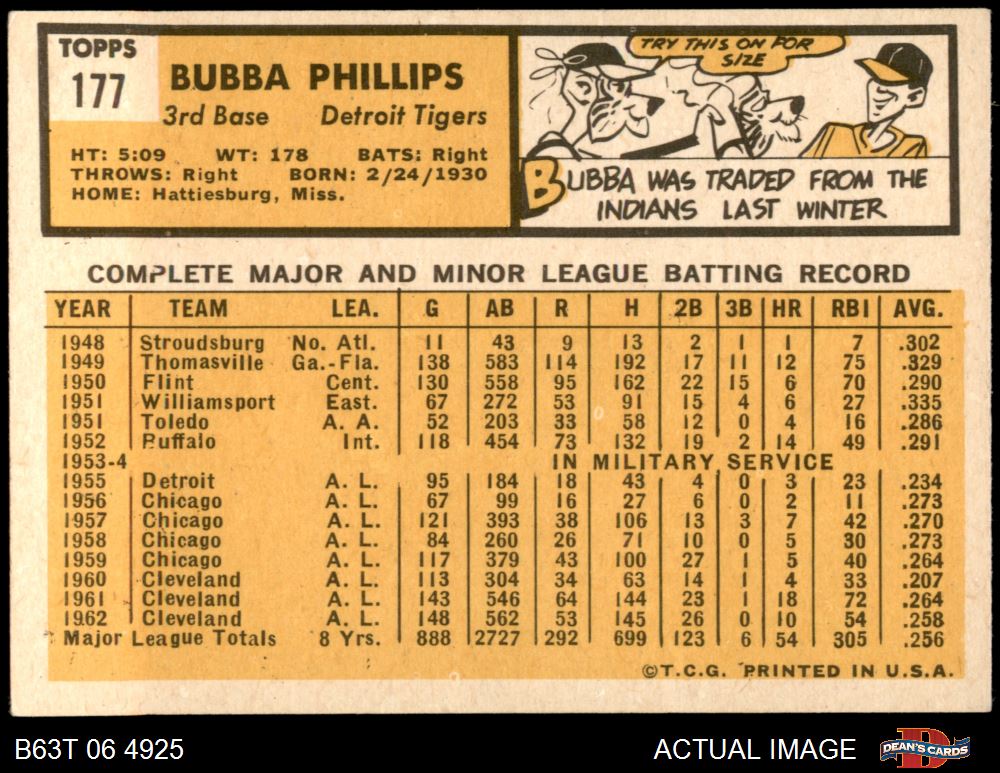 TOPPS
177
BUBBA PHILLIPS
3rd Base Detroit Tigers
HT: 5:09 WT: 178 BATS: Right
THROWS: Right BORN: 2/24/1930
HOME: Hattiesburg, Miss.
TRY THIS ON FOR
SIZE
BUBBA WAS TRADED FROM THE
INDIANS LAST WINTER
COMPLETE MAJOR AND MINOR LEAGUE BATTING RECORD
YEAR TEAM LEA. G AB R H 2B 3B HR RBI AVG.
1948 Stroudsburg No. Atl. 11 43 9 13 2 1 1 7 .302
1949 Thomasville Ga.-Fla. 138 583 114 192 17 11 12 75 .329
1950 Flint Cent. 130 558 95 162 22 15 6 70 .290
1951 Williamsport East. 67 272 53 91 15 4 6 27 .335
1951 Toledo A. A. 52 203 33 58 12 0 4 16 .286
1952 Buffalo Int. 118 454 73 132 19 2 14 49 .291
1953-4 IN MILITARY SERVICE
1955 Detroit A. L. 95 184 18 43 4 0 3 23 .234
1956 Chicago A. L. 67 99 16 27 6 0 2 11 .273
1957 Chicago A. L. 121 393 38 106 13 3 7 42 .270
1958 Chicago A. L. 84 260 26 71 10 0 5 30 .273
1959 Chicago A. L. 117 379 43 100 27 1 5 40 .264
1960 Cleveland A. L. 113 304 34 63 14 1 4 33 .207
1961 Cleveland A. L. 143 546 64 144 23 1 18 72 .264
1962 Cleveland A. L. 148 562 53 145 26 0 10 54 .258
Major League Totals 8 Yrs. 888 2727 292 699 123 6 54 305 .256
©T.C.G. PRINTED IN U.S.A.
B63T 06 4925 ACTUAL IMAGE DEAN'S CARDS